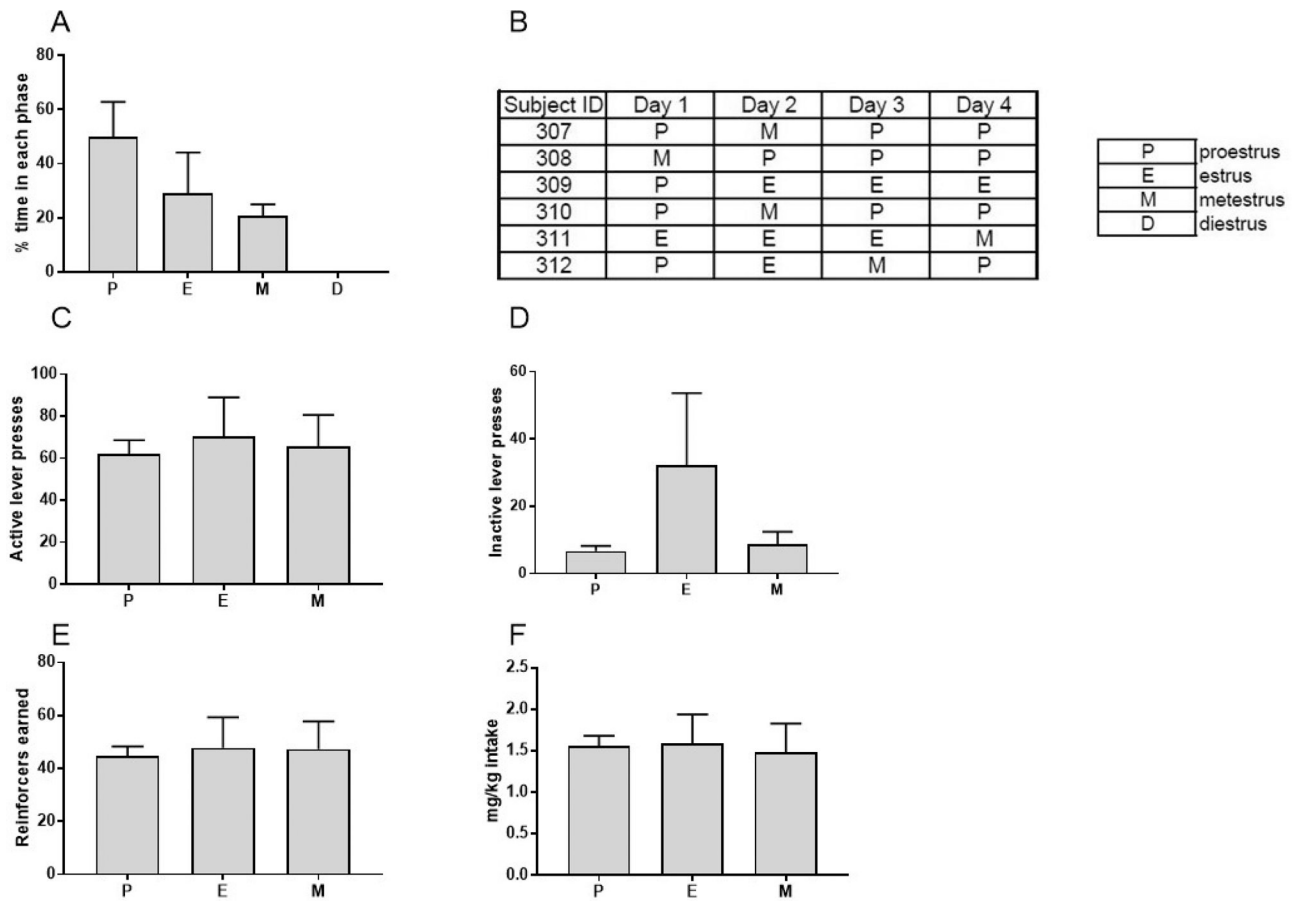 A
% time in each phase
80
60
40
20
0
P E M D
B
Subject ID Day 1 Day 2 Day 3 Day 4
307 P M P P
308 M P P P
309 P E E E
310 P M P P
311 E E E M
312 P E M P
P proestrus
E estrus
M metestrus
D diestrus
C
Active lever presses
100
80
60
40
20
0
P E M
D
Inactive lever presses
60
40
20
0
P E M
E
Reinforcers earned
80
60
40
20
0
P E M
F
mg/kg intake
2.5
2.0
1.5
1.0
0.5
0.0
P E M